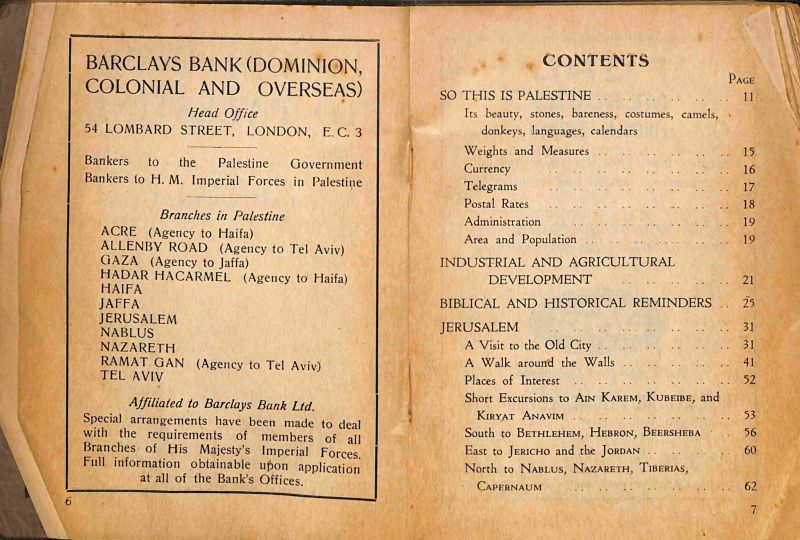 BARCLAYS BANK (DOMINION,
COLONIAL AND OVERSEAS)
Head Office
54 LOMBARD STREET, LONDON, E.C. 3
Bankers to the Palestine Government
Bankers to H. M. Imperial Forces in Palestine
Branches in Palestine
ACRE (Agency to Haifa)
ALLENBY ROAD (Agency to Tel Aviv)
GAZA (Agency to Jaffa)
HADAR HACARMEL (Agency to Haifa)
HAIFA
JAFFA
JERUSALEM
NABLUS
NAZARETH
RAMAT GAN (Agency to Tel Aviv)
TEL AVIV
Affiliated to Barclays Bank Ltd.
Special arrangements have been made to deal
with the requirements of members of all
Branches of His Majesty's Imperial Forces.
Full information obtainable upon application
at all of the Bank's Offices.
6
CONTENTS
PAGE
SO THIS IS PALESTINE .. .. .. .. .. 11
Its beauty, stones, bareness, costumes, camels,
donkeys, languages, calendars
Weights and Measures .. .. .. .. .. 15
Currency .. .. .. .. .. 16
Telegrams .. .. .. .. .. 17
Postal Rates .. .. .. .. .. 18
Administration .. .. .. .. .. 19
Area and Population .. .. .. .. .. 19
INDUSTRIAL AND AGRICULTURAL
DEVELOPMENT .. .. .. .. 21
BIBLICAL AND HISTORICAL REMINDERS .. 25
JERUSALEM .. .. .. .. .. 31
A Visit to the Old City .. .. .. .. .. 31
A Walk around the Walls .. .. .. .. 41
Places of Interest .. .. .. .. .. 52
Short Excursions to AIN KAREM, KUBEIBE, and
KIRYAT ANAVIM .. .. .. .. .. 53
South to BETHLEHEM, HEBRON, BEERSHEBA .. 56
East to JERICHO and the JORDAN .. .. .. 60
North to NABLUS, NAZARETH, TIBERIAS,
CAPERNAUM .. .. .. .. .. 62
7